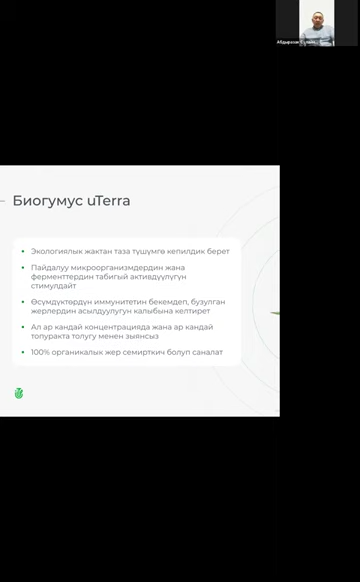 Абдыразак
Биогумус uTerra
Экологиялык жактан таза түшүмгө кепилдик берет
Пайдалуу микроорганизмдердин жана
ферменттердин табигый активдүүлүгүн
стимулдайт
Өсүмдүктөрдүн иммунитетин бекемдеп, бузулган
жерлердин асылдуулугун калыбына келтирет
Ал ар кандай концентрацияда жана ар кандай
топуракта толугу менен зыянсыз
100% органикалык жер семирткич болуп саналат